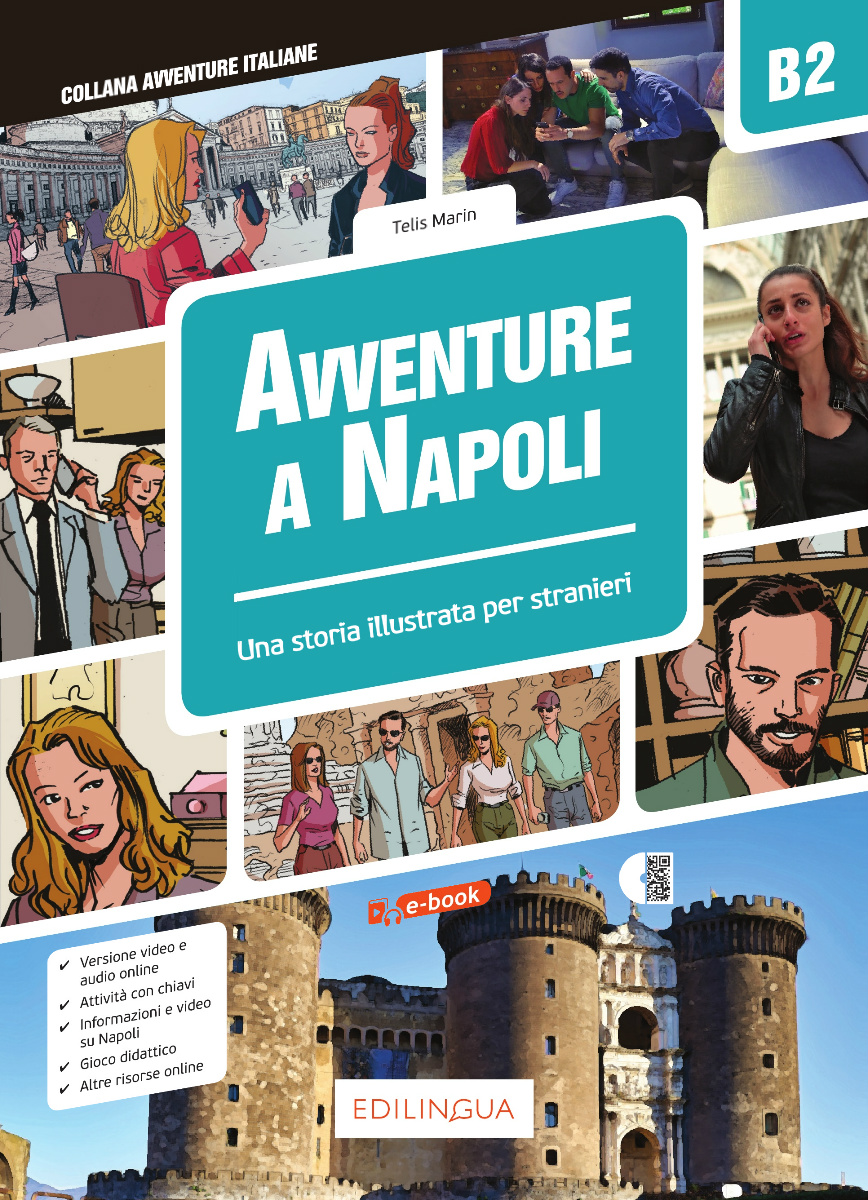 COLLANA AVVENTURE ITALIANE
B2
Telis Marin
AVVENTURE
A NAPOLI
Una storia illustrata per stranieri
e-book
✔ Versione video e
audio online
✔ Attività con chiavi
✔ Informazioni e video
su Napoli
✔ Gioco didattico
✔ Altre risorse online
EDILINGUA